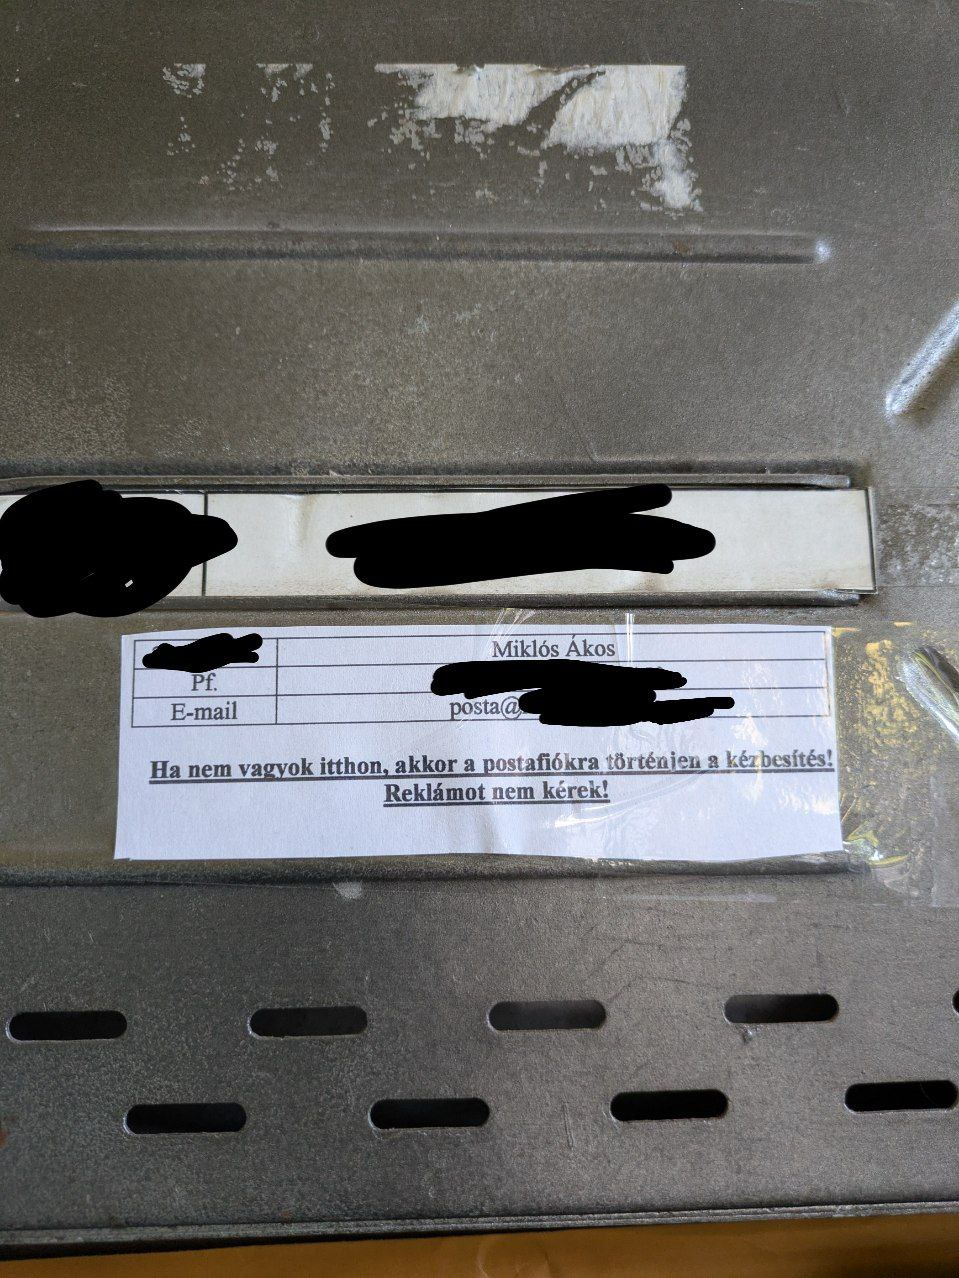 Miklós Ákos
Pf.
E-mail posta@
Ha nem vagyok itthon, akkor a postafiókra történjen a kézbesítés!
Reklámot nem kérek!